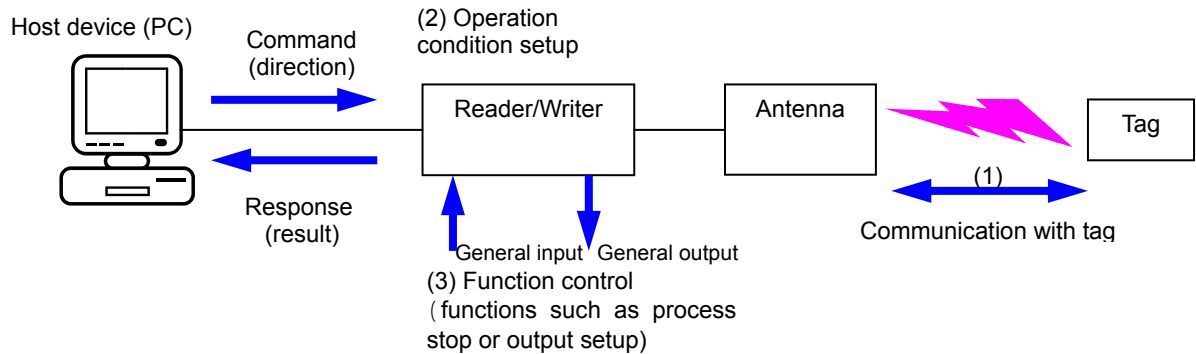 Host device (PC)
Command
(direction)
(2) Operation
condition setup
Reader/Writer
Antenna
Tag
Response
(result)
(1)
Communication with tag
General input General output
(3) Function control
(functions such as process
stop or output setup)